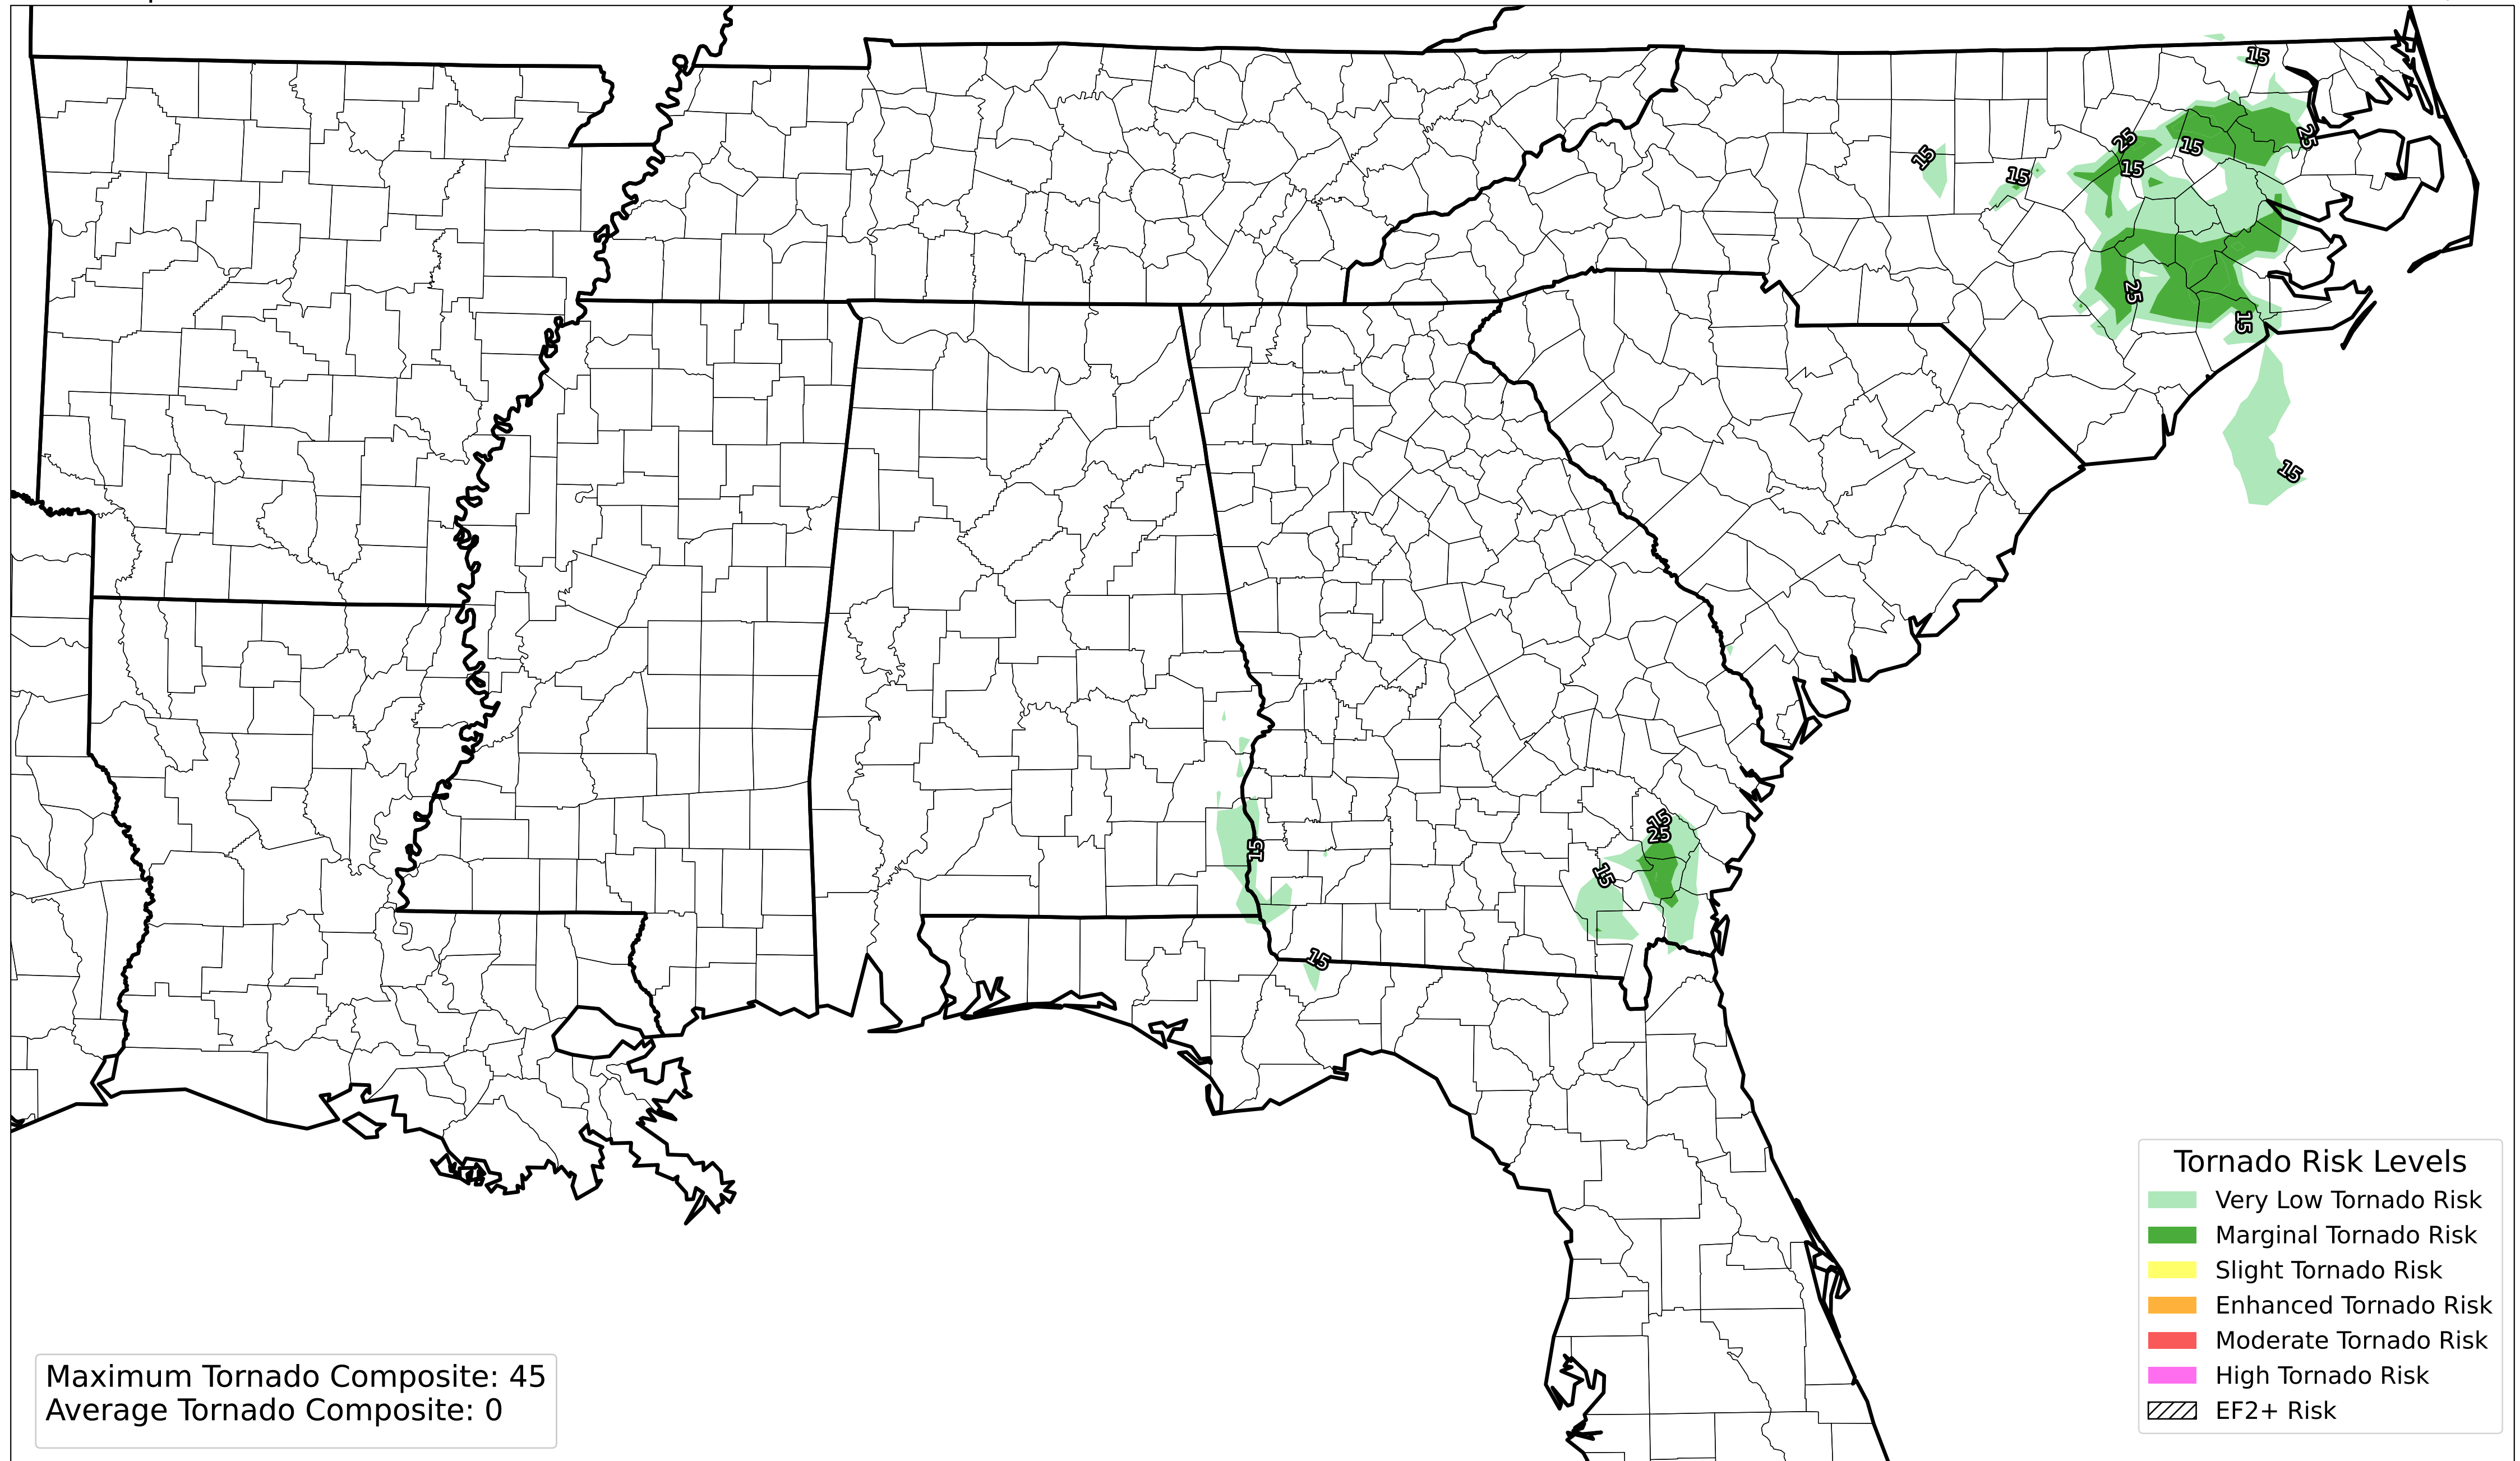 15
25
15
15
25
15
15
15
25
15
15
15
25
15
15
15
Tornado Risk Levels
Very Low Tornado Risk
Marginal Tornado Risk
Slight Tornado Risk
Enhanced Tornado Risk
Moderate Tornado Risk
High Tornado Risk
EF2+ Risk
Maximum Tornado Composite: 45
Average Tornado Composite: 0